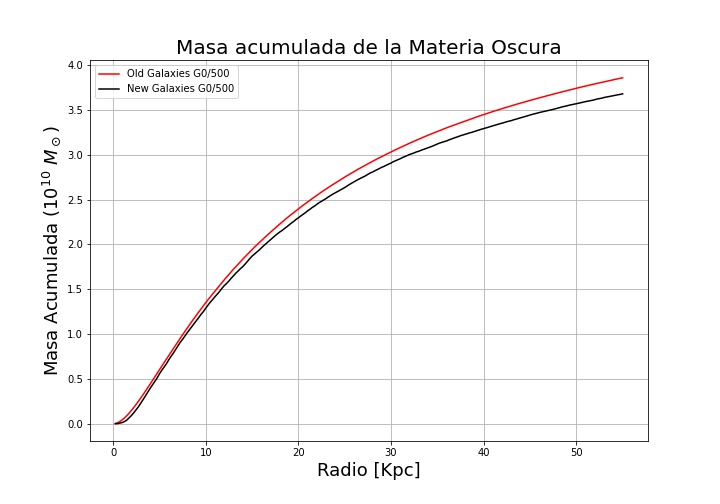 Masa acumulada de la Materia Oscura
Old Galaxies G0/500
New Galaxies G0/500
4.0
3.5
3.0
2.5
2.0
1.5
1.0
0.5
0.0
Masa Acumulada (10¹⁰ M⊙)
0 10 20 30 40 50
Radio [Kpc]